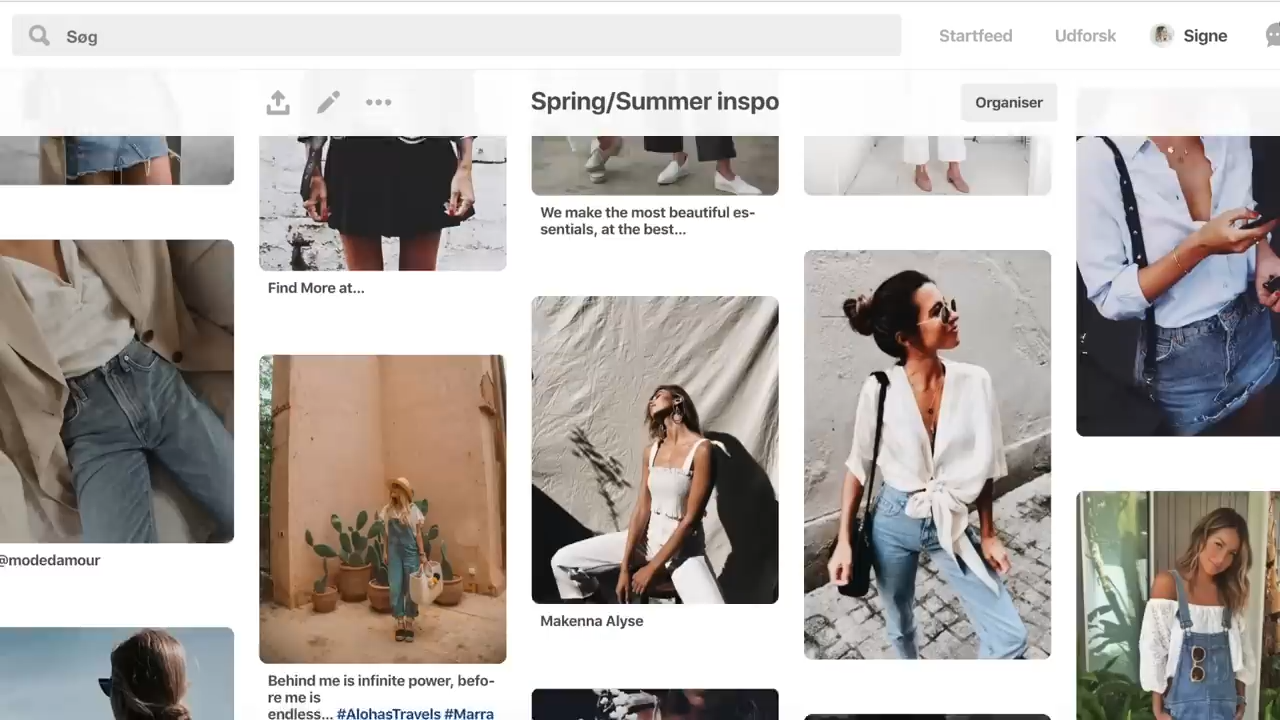 Søg
Startfeed
Udforsk
Signe
Spring/Summer inspo
Organiser
We make the most beautiful es-
sentials, at the best...
Find More at...
@modedamour
Makenna Alyse
Behind me is infinite power, befo-
re me is
endless... #AlohasTravels #Marra